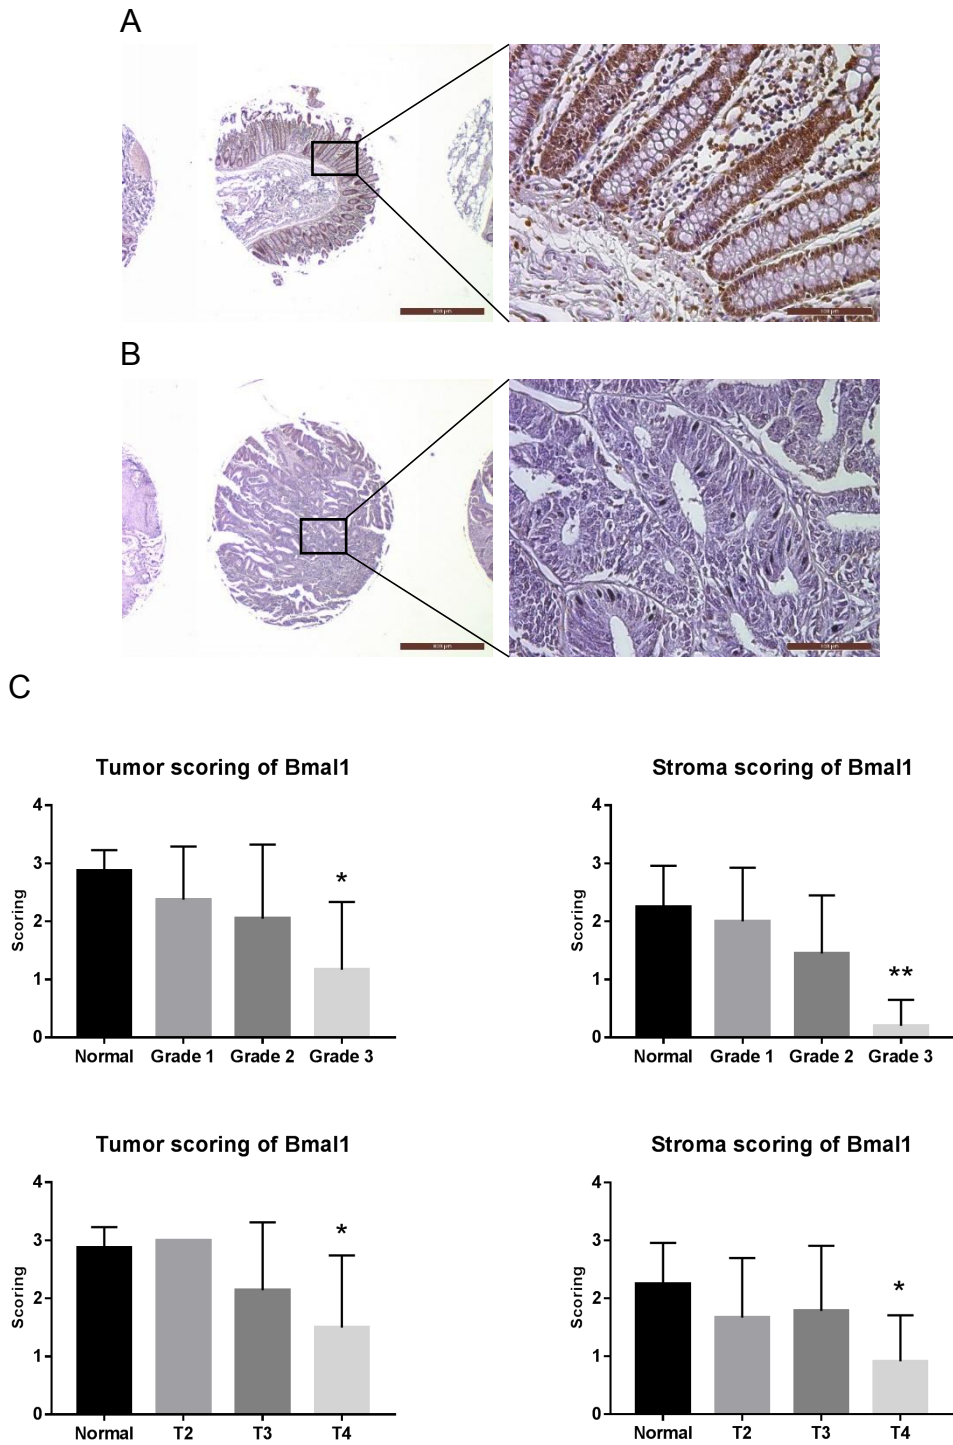 A
B
C
Tumor scoring of Bmal1
Scoring
4
3
2
1
0
*
Normal Grade 1 Grade 2 Grade 3
Stroma scoring of Bmal1
Scoring
4
3
2
1
0
**
Normal Grade 1 Grade 2 Grade 3
Tumor scoring of Bmal1
Scoring
4
3
2
1
0
*
Normal T2 T3 T4
Stroma scoring of Bmal1
Scoring
4
3
2
1
0
*
Normal T2 T3 T4